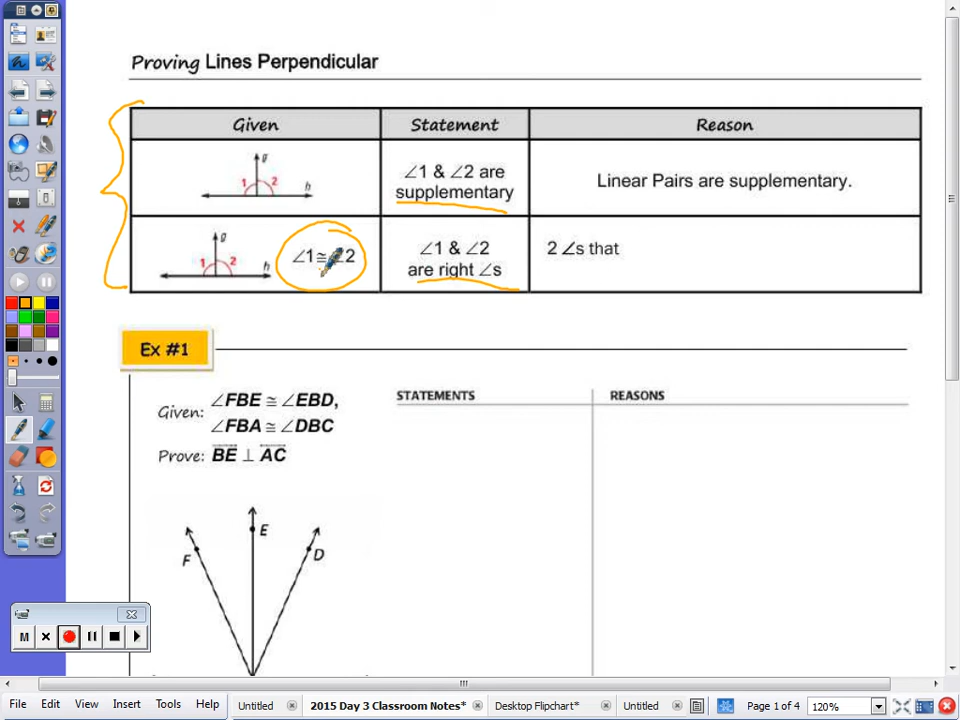 Proving Lines Perpendicular
Given Statement Reason
g
1 2 h
∠1 & ∠2 are
supplementary
Linear Pairs are supplementary.
g
1 2 h
∠1≅∠2
∠1 & ∠2
are right ∠s
2 ∠s that
Ex #1
Given: ∠FBE ≅ ∠EBD,
∠FBA ≅ ∠DBC
Prove: BE ⊥ AC
STATEMENTS REASONS
E
F D
M
File Edit View Insert Tools Help Untitled 2015 Day 3 Classroom Notes* Desktop Flipchart* Untitled Page 1 of 4 120%